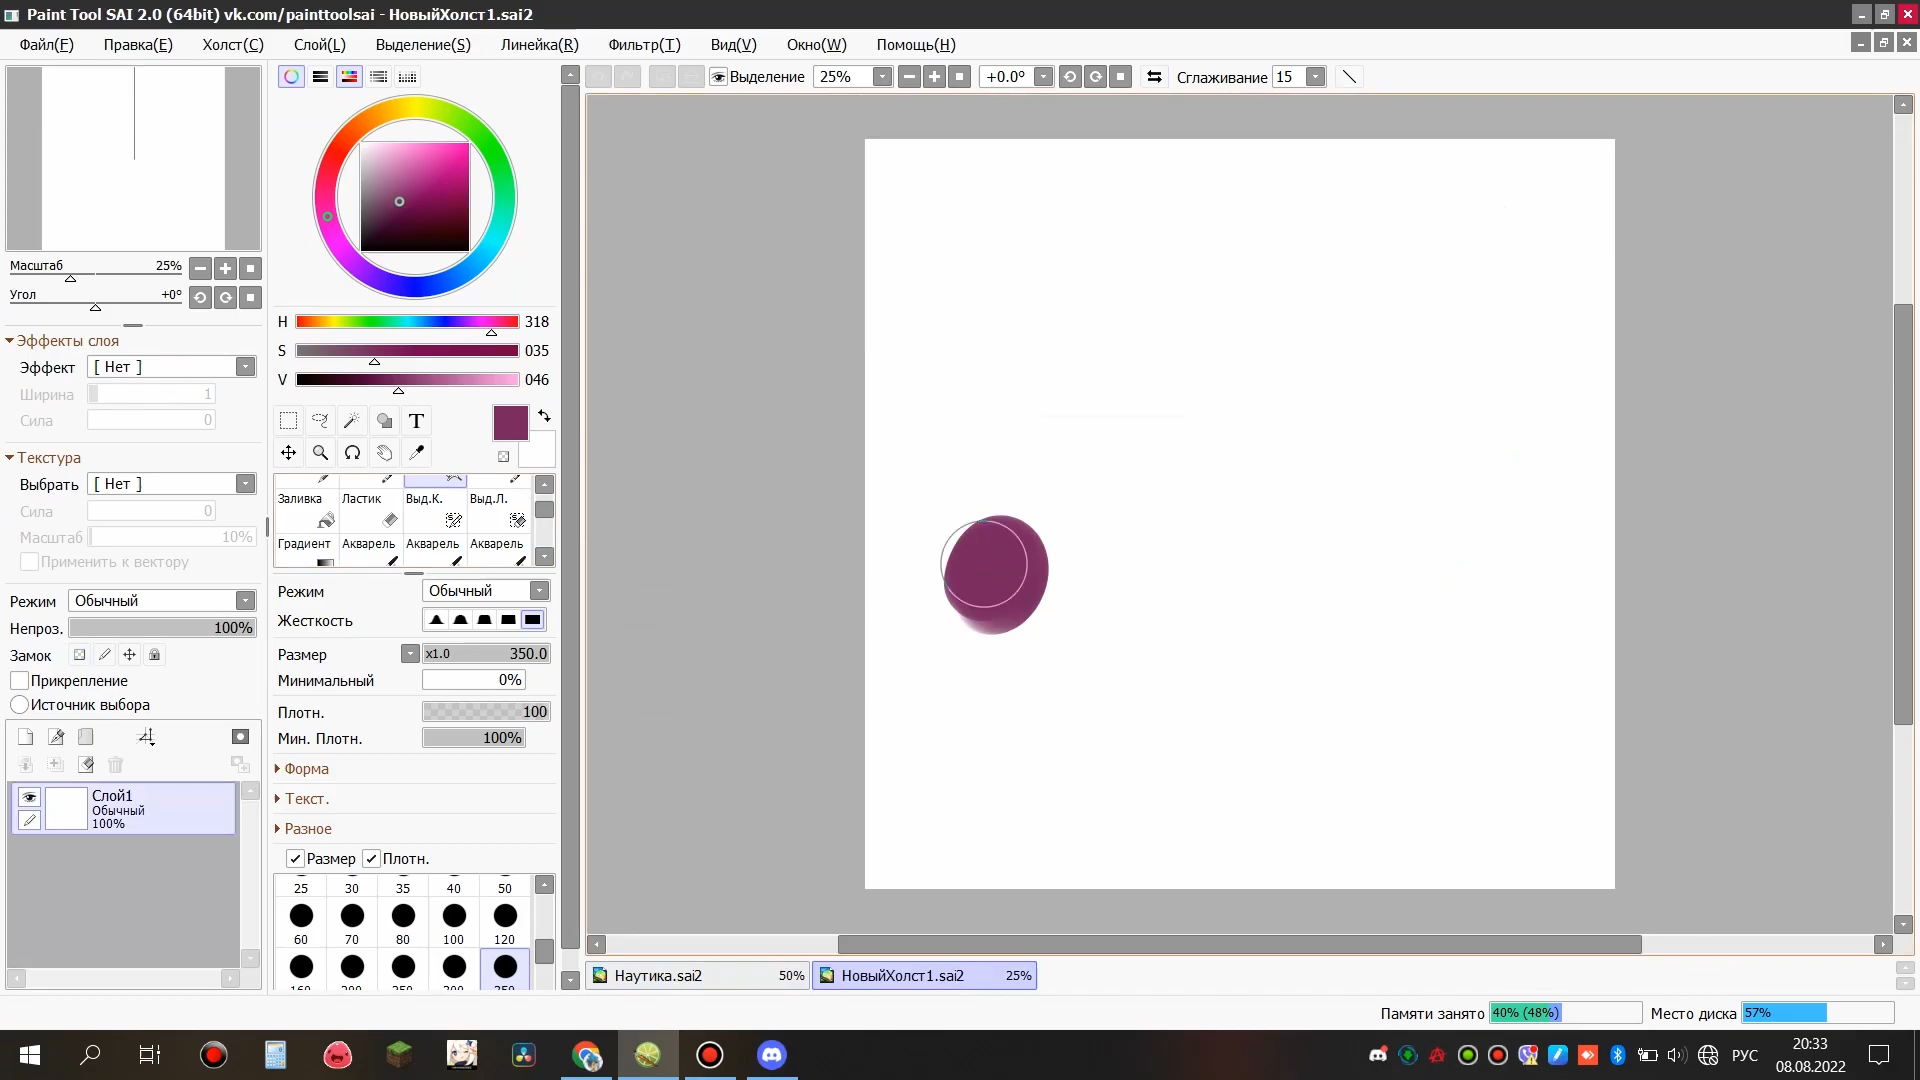 Paint Tool SAI 2.0 (64bit) vk.com/painttoolsai - НовыйХолст1.sai2
Файл(F) Правка(E) Холст(C) Слой(L) Выделение(S) Линейка(R) Фильтр(T) Вид(V) Окно(W) Помощь(H)
Выделение 25% +0.0° Сглаживание 15
Масштаб 25%
Угол +0°
Эффекты слоя
Эффект [ Нет ]
Ширина 1
Сила 0
Текстура
Выбрать [ Нет ]
Сила 0
Масштаб 10%
Применить к вектору
Режим Обычный
Непроз. 100%
Замок
Прикрепление
Источник выбора
Слой1
Обычный
100%
H 318
S 035
V 046
T
Заливка Ластик Выд.К. Выд.Л.
Градиент Акварель Акварель Акварель
Режим Обычный
Жесткость
Размер x1.0 350.0
Минимальный 0%
Плотн. 100
Мин. Плотн. 100%
Форма
Текст.
Разное
Размер Плотн.
25 30 35 40 50
60 70 80 100 120
160 200 250 300 350
Наутика.sai2 50% НовыйХолст1.sai2 25%
Памяти занято 40% (48%) Место диска 57%
РУС
20:33
08.08.2022